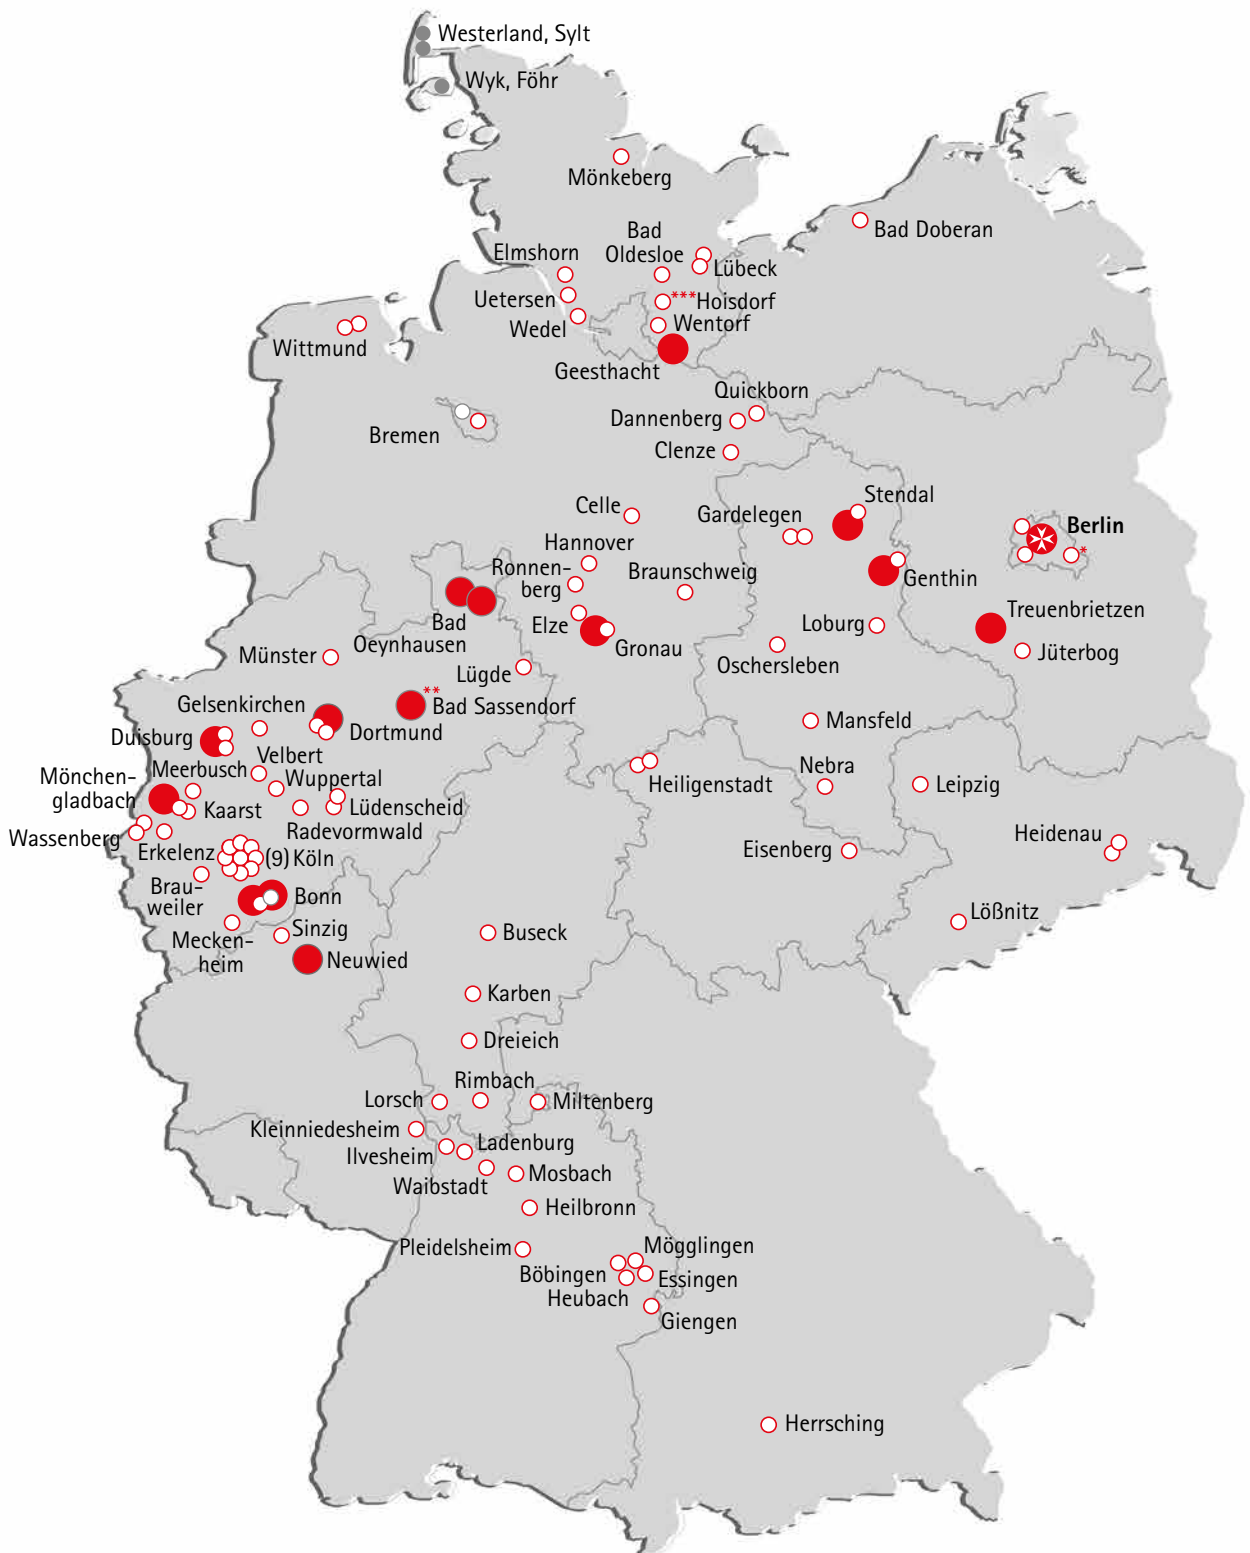 Westerland, Sylt
Wyk, Föhr
Mönkeberg
Bad Doberan
Bad
Oldesloe
Elmshorn
Lübeck
Uetersen
***Hoisdorf
Wedel
Wentorf
Wittmund
Geesthacht
Quickborn
Dannenberg
Bremen
Clenze
Stendal
Celle
Gardelegen
Berlin
*
Hannover
Ronnen-
berg
Braunschweig
Genthin
Treuenbrietzen
Bad
Oeynhausen
Elze
Gronau
Loburg
Oschersleben
Jüterbog
Münster
Lügde
**
Bad Sassendorf
Gelsenkirchen
Mansfeld
Duisburg
Dortmund
Velbert
Meerbusch
Wuppertal
Heiligenstadt
Nebra
Leipzig
Mönchen-
gladbach
Kaarst
Lüdenscheid
Radevormwald
Wassenberg
Heidenau
Erkelenz
(9) Köln
Eisenberg
Brau-
weiler
Bonn
Lößnitz
Sinzig
Buseck
Mecken-
heim
Neuwied
Karben
Dreieich
Rimbach
Lorsch
Miltenberg
Kleinniedesheim
Ladenburg
Ilvesheim
Waibstadt
Mosbach
Heilbronn
Pleidelsheim
Mögglingen
Böbingen
Essingen
Heubach
Giengen
Herrsching